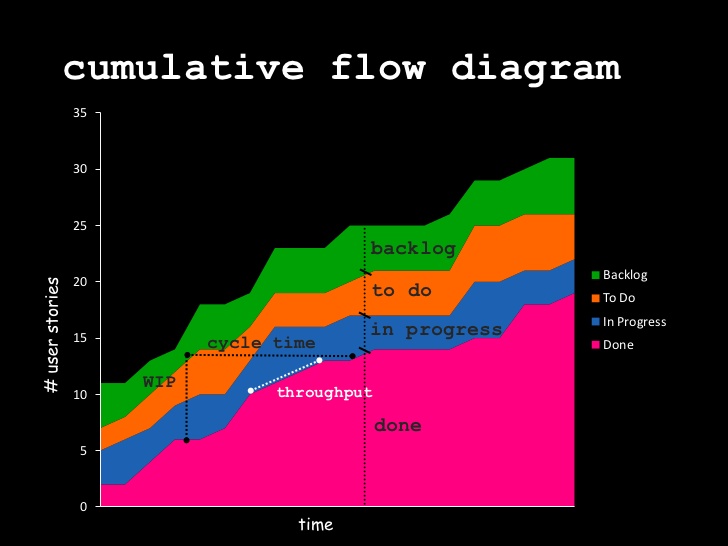 cumulative flow diagram
35
30
25
20
15
10
5
0
# user stories
time
backlog
to do
in progress
done
cycle time
WIP
throughput
Backlog
To Do
In Progress
Done